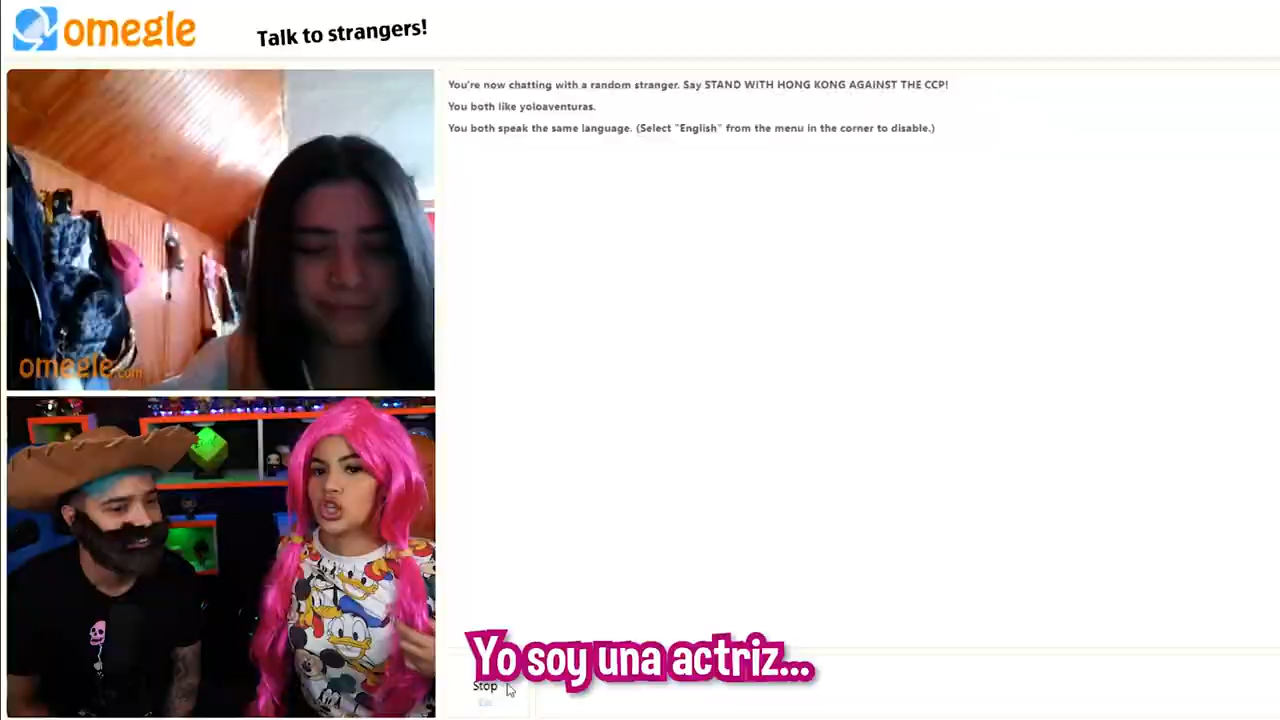 omegle
Talk to strangers!
You're now chatting with a random stranger. Say STAND WITH HONG KONG AGAINST THE CCP!
You both like yoloaventuras.
You both speak the same language. (Select "English" from the menu in the corner to disable.)
omegle.com
Yo soy una actriz...
Stop
Esc